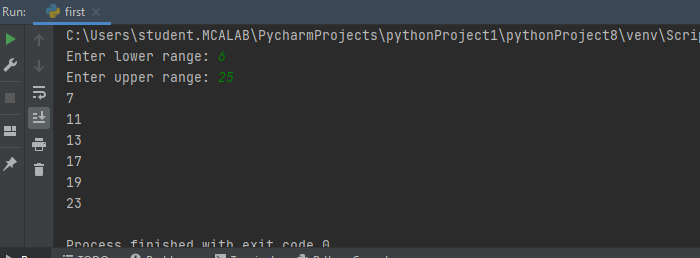 Run: first
C:\Users\student.MCALAB\PycharmProjects\pythonProject1\pythonProject8\venv\Scrip
Enter lower range: 6
Enter upper range: 25
7
11
13
17
19
23
Process finished with exit code 0